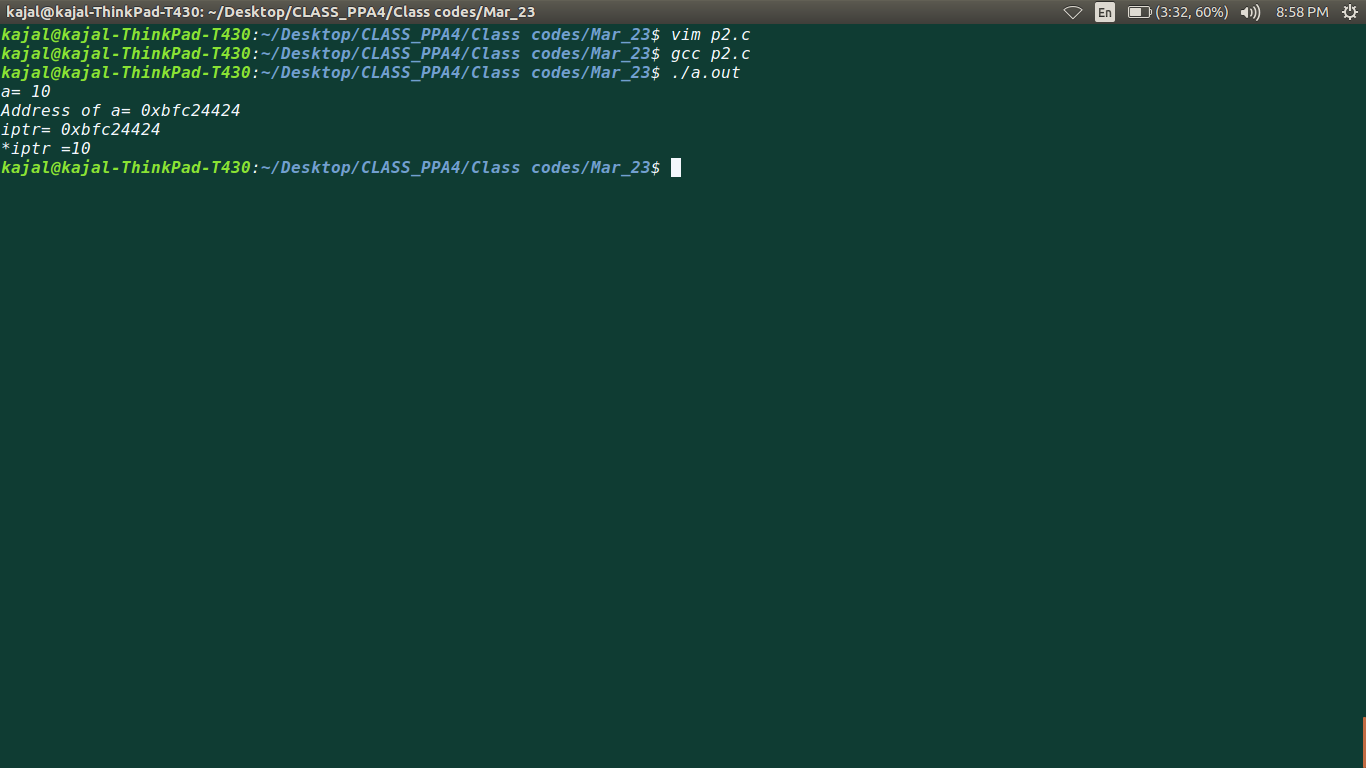 kajal@kajal-ThinkPad-T430: ~/Desktop/CLASS_PPA4/Class codes/Mar_23 En (3:32, 60%) 8:58 PM
kajal@kajal-ThinkPad-T430:~/Desktop/CLASS_PPA4/Class codes/Mar_23$ vim p2.c
kajal@kajal-ThinkPad-T430:~/Desktop/CLASS_PPA4/Class codes/Mar_23$ gcc p2.c
kajal@kajal-ThinkPad-T430:~/Desktop/CLASS_PPA4/Class codes/Mar_23$ ./a.out
a= 10
Address of a= 0xbfc24424
iptr= 0xbfc24424
*iptr =10
kajal@kajal-ThinkPad-T430:~/Desktop/CLASS_PPA4/Class codes/Mar_23$